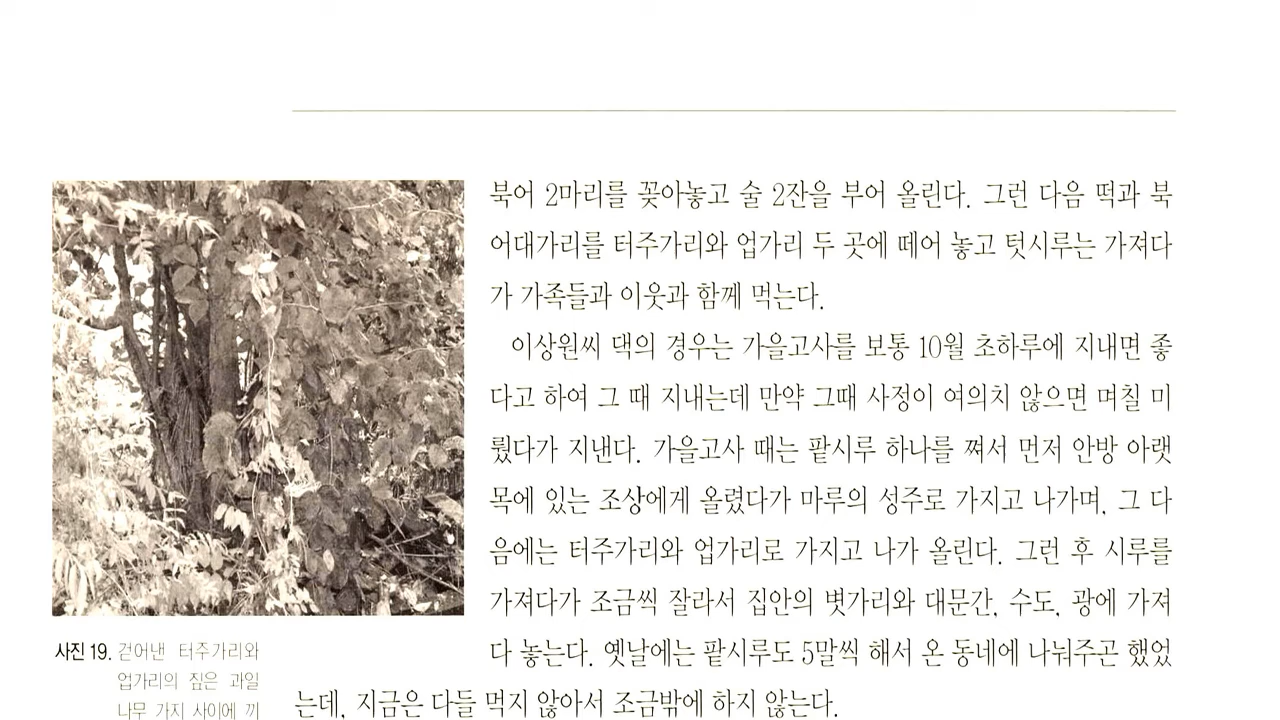 북어 2마리를 꽂아놓고 술 2잔을 부어 올린다. 그런 다음 떡과 북
어대가리를 터주가리와 업가리 두 곳에 떼어 놓고 텃시루는 가져다
가 가족들과 이웃과 함께 먹는다.
이상원씨 댁의 경우는 가을고사를 보통 10월 초하루에 지내면 좋
다고 하여 그 때 지내는데 만약 그때 사정이 여의치 않으면 며칠 미
뤘다가 지낸다. 가을고사 때는 팥시루 하나를 쪄서 먼저 안방 아랫
목에 있는 조상에게 올렸다가 마루의 성주로 가지고 나가며, 그 다
음에는 터주가리와 업가리로 가지고 나가 올린다. 그런 후 시루를
가져다가 조금씩 잘라서 집안의 볏가리와 대문간, 수도, 광에 가져
다 놓는다. 옛날에는 팥시루도 5말씩 해서 온 동네에 나눠주곤 했었
는데, 지금은 다들 먹지 않아서 조금밖에 하지 않는다.
사진 19. 걷어낸 터주가리와
업가리의 짚은 과일
나무 가지 사이에 끼